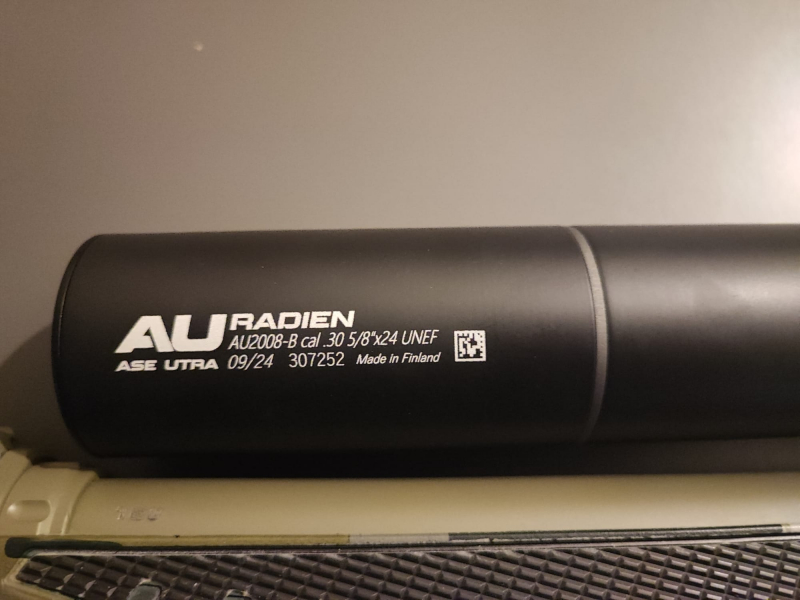 AU RADIEN
AU2008-B cal .30 5/8"x24 UNEF
ASE UTRA 09/24 307252 Made in Finland